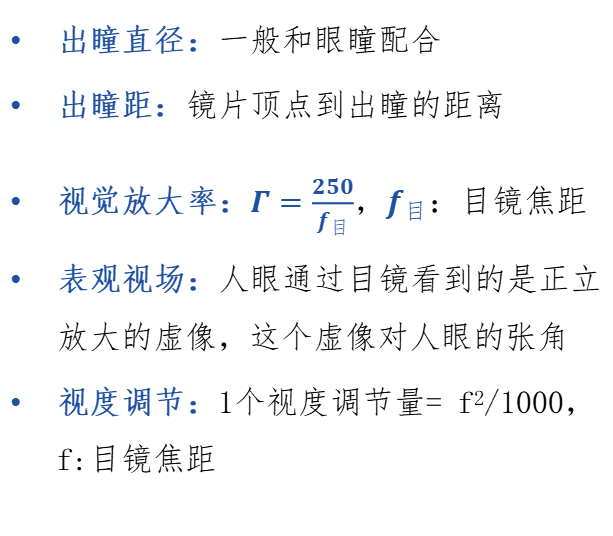 • 出瞳直径：一般和眼瞳配合
• 出瞳距：镜片顶点到出瞳的距离
• 视觉放大率：Γ = 250/f目，f目：目镜焦距
• 表观视场：人眼通过目镜看到的是正立
放大的虚像，这个虚像对人眼的张角
• 视度调节：1个视度调节量= f²/1000，
f:目镜焦距